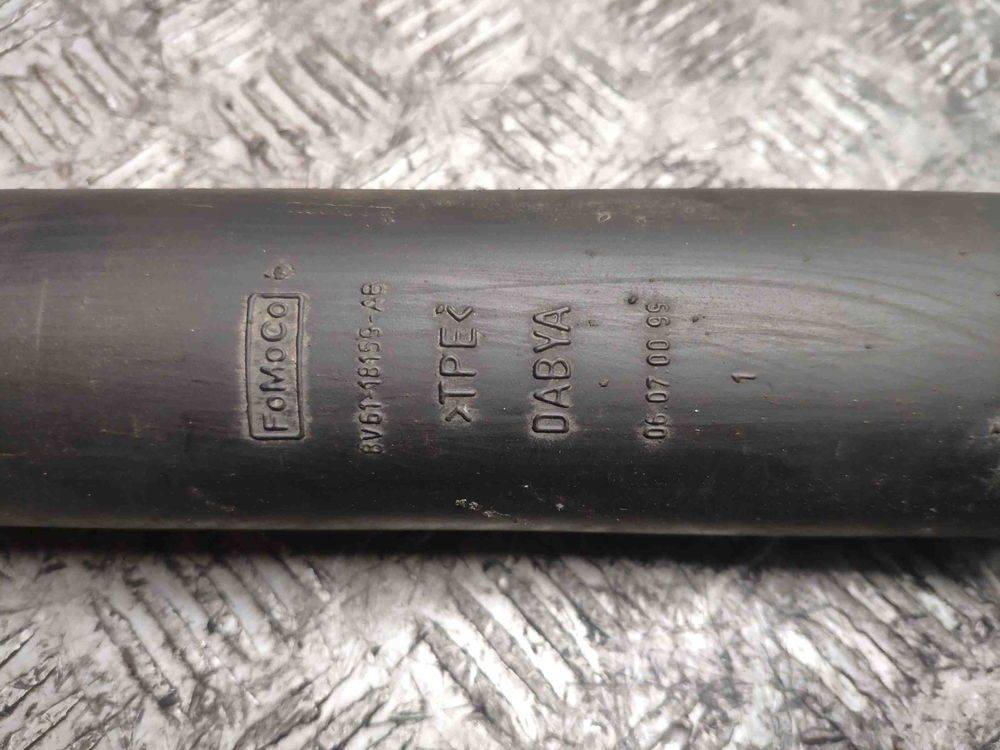 FoMoCo
8V61-18159-AB
>TPE<
DABYA
06.07 00 99
1